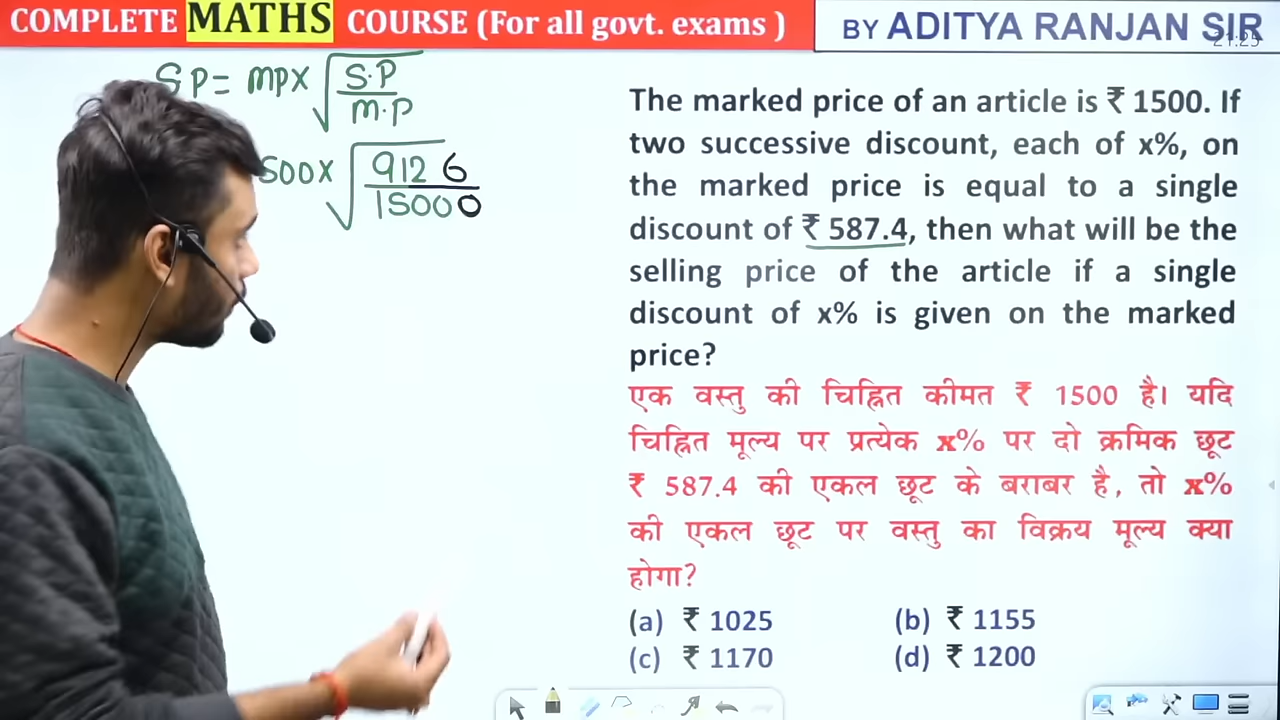 COMPLETE MATHS COURSE (For all govt. exams )
BY ADITYA RANJAN SIR
21:25
SP= MP× √S.P/M.P
500× √9126/15000
The marked price of an article is ₹ 1500. If
two successive discount, each of x%, on
the marked price is equal to a single
discount of ₹ 587.4, then what will be the
selling price of the article if a single
discount of x% is given on the marked
price?
एक वस्तु की चिह्नित कीमत ₹ 1500 है। यदि
चिह्नित मूल्य पर प्रत्येक x% पर दो क्रमिक छूट
₹ 587.4 की एकल छूट के बराबर है, तो x%
की एकल छूट पर वस्तु का विक्रय मूल्य क्या
होगा?
(a) ₹ 1025 (b) ₹ 1155
(c) ₹ 1170 (d) ₹ 1200